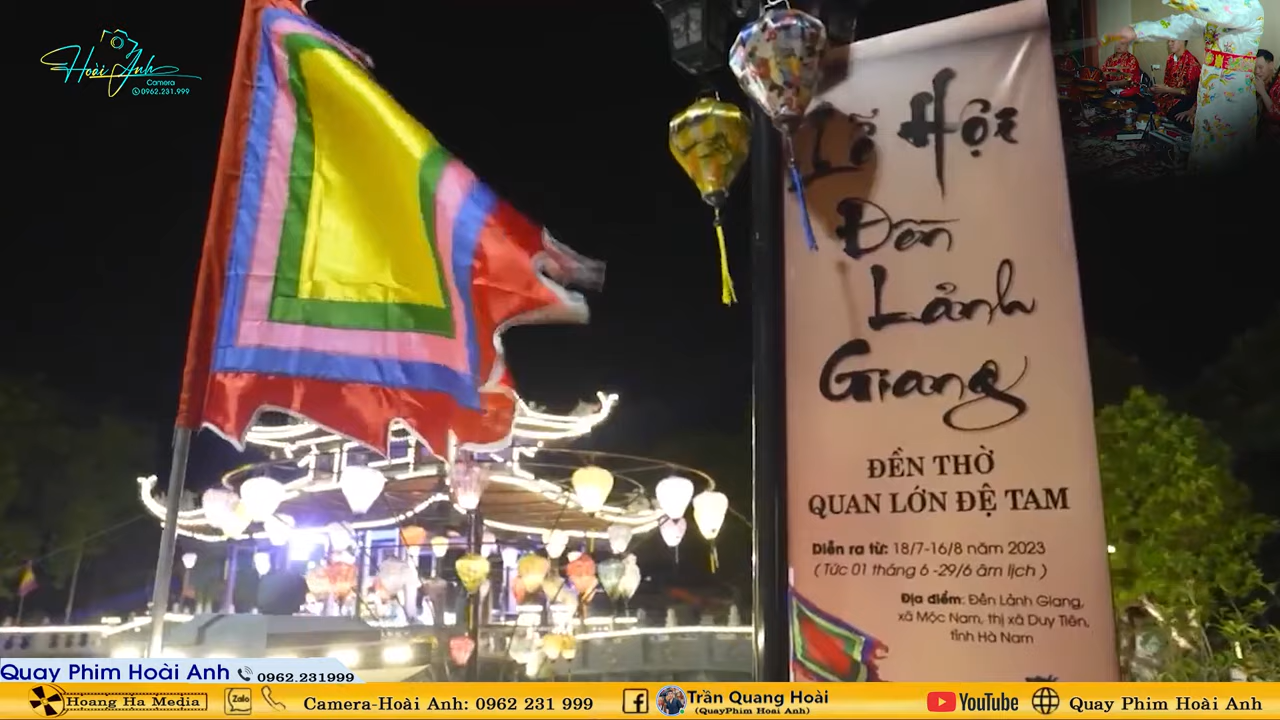 Hoài Anh
Camera
0962.231.999
Lễ Hội
Đền
Lảnh
Giang
ĐỀN THỜ
QUAN LỚN ĐỆ TAM
Diễn ra từ: 18/7-16/8 năm 2023
( Tức 01 tháng 6 -29/6 âm lịch )
Địa điểm: Đền Lảnh Giang,
xã Mộc Nam, thị xã Duy Tiên,
tỉnh Hà Nam
Quay Phim Hoài Anh 0962.231999
Hoang Ha Media
Zalo
Camera-Hoài Anh: 0962 231 999
Trần Quang Hoài
(QuayPhim Hoai Anh)
YouTube
Quay Phim Hoài Anh